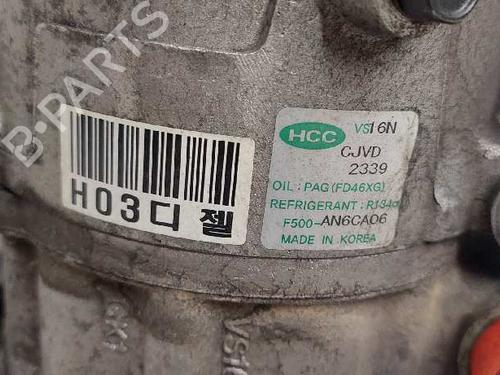 B-PARTS
H03디젤
HCC VS16N
CJVD
2339
OIL : PAG (FD46XG)
REFRIGERANT : R134a
F500-AN6CA06
MADE IN KOREA
GK1